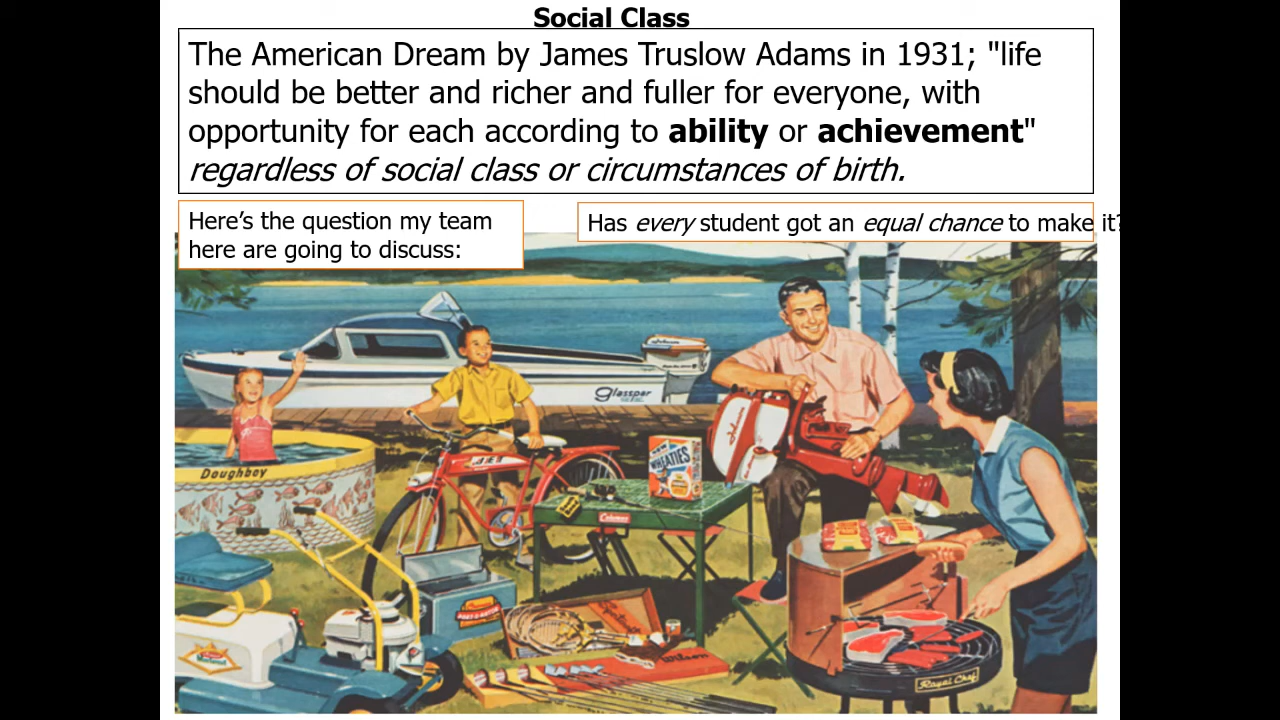 Social Class
The American Dream by James Truslow Adams in 1931; "life
should be better and richer and fuller for everyone, with
opportunity for each according to ability or achievement"
regardless of social class or circumstances of birth.
Here's the question my team
here are going to discuss:
Has every student got an equal chance to make it?
Johnson
Glasspar
Doughboy
JET
WHEATIES
Johnson
Coleman
Wilson
Royal Chef